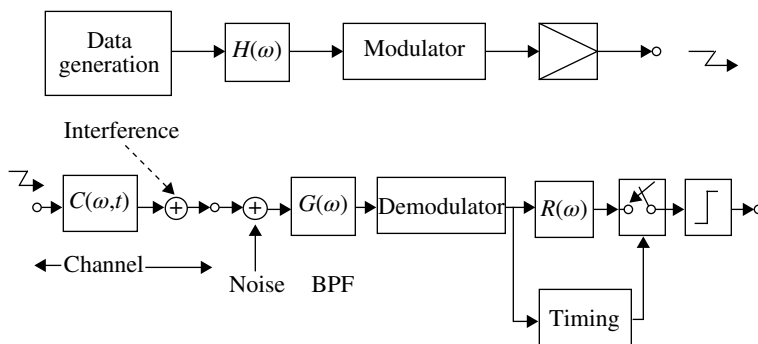 Data
generation
H(ω)
Modulator
Interference
C(ω,t)
+
+
G(ω)
Demodulator
R(ω)
Channel
Noise
BPF
Timing